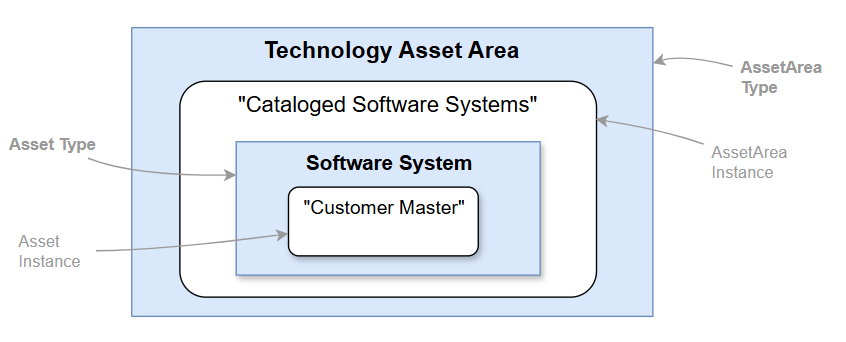 Technology Asset Area
AssetArea
Type
"Cataloged Software Systems"
Asset Type
Software System
AssetArea
Instance
"Customer Master"
Asset
Instance